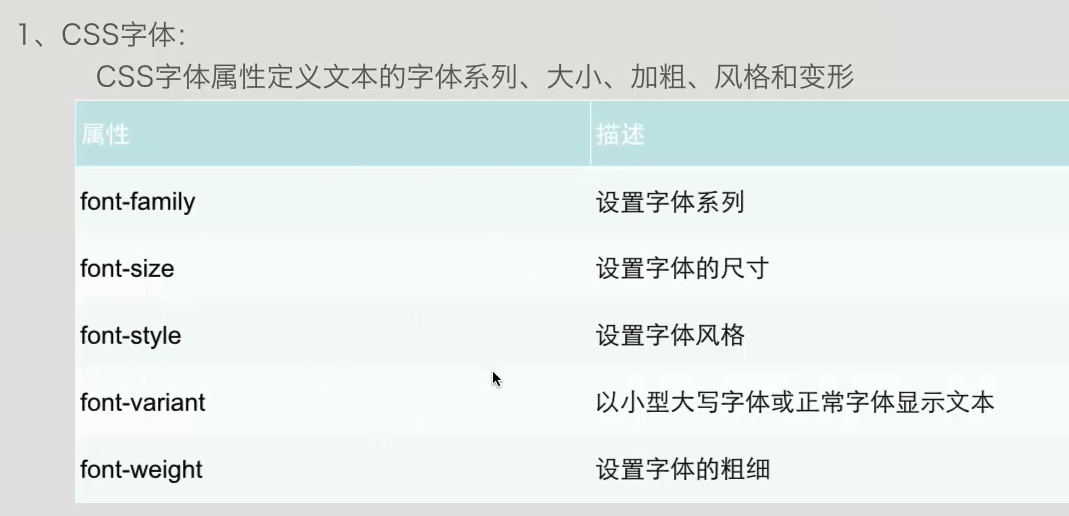 1、CSS字体：
CSS字体属性定义文本的字体系列、大小、加粗、风格和变形
属性 描述
font-family 设置字体系列
font-size 设置字体的尺寸
font-style 设置字体风格
font-variant 以小型大写字体或正常字体显示文本
font-weight 设置字体的粗细